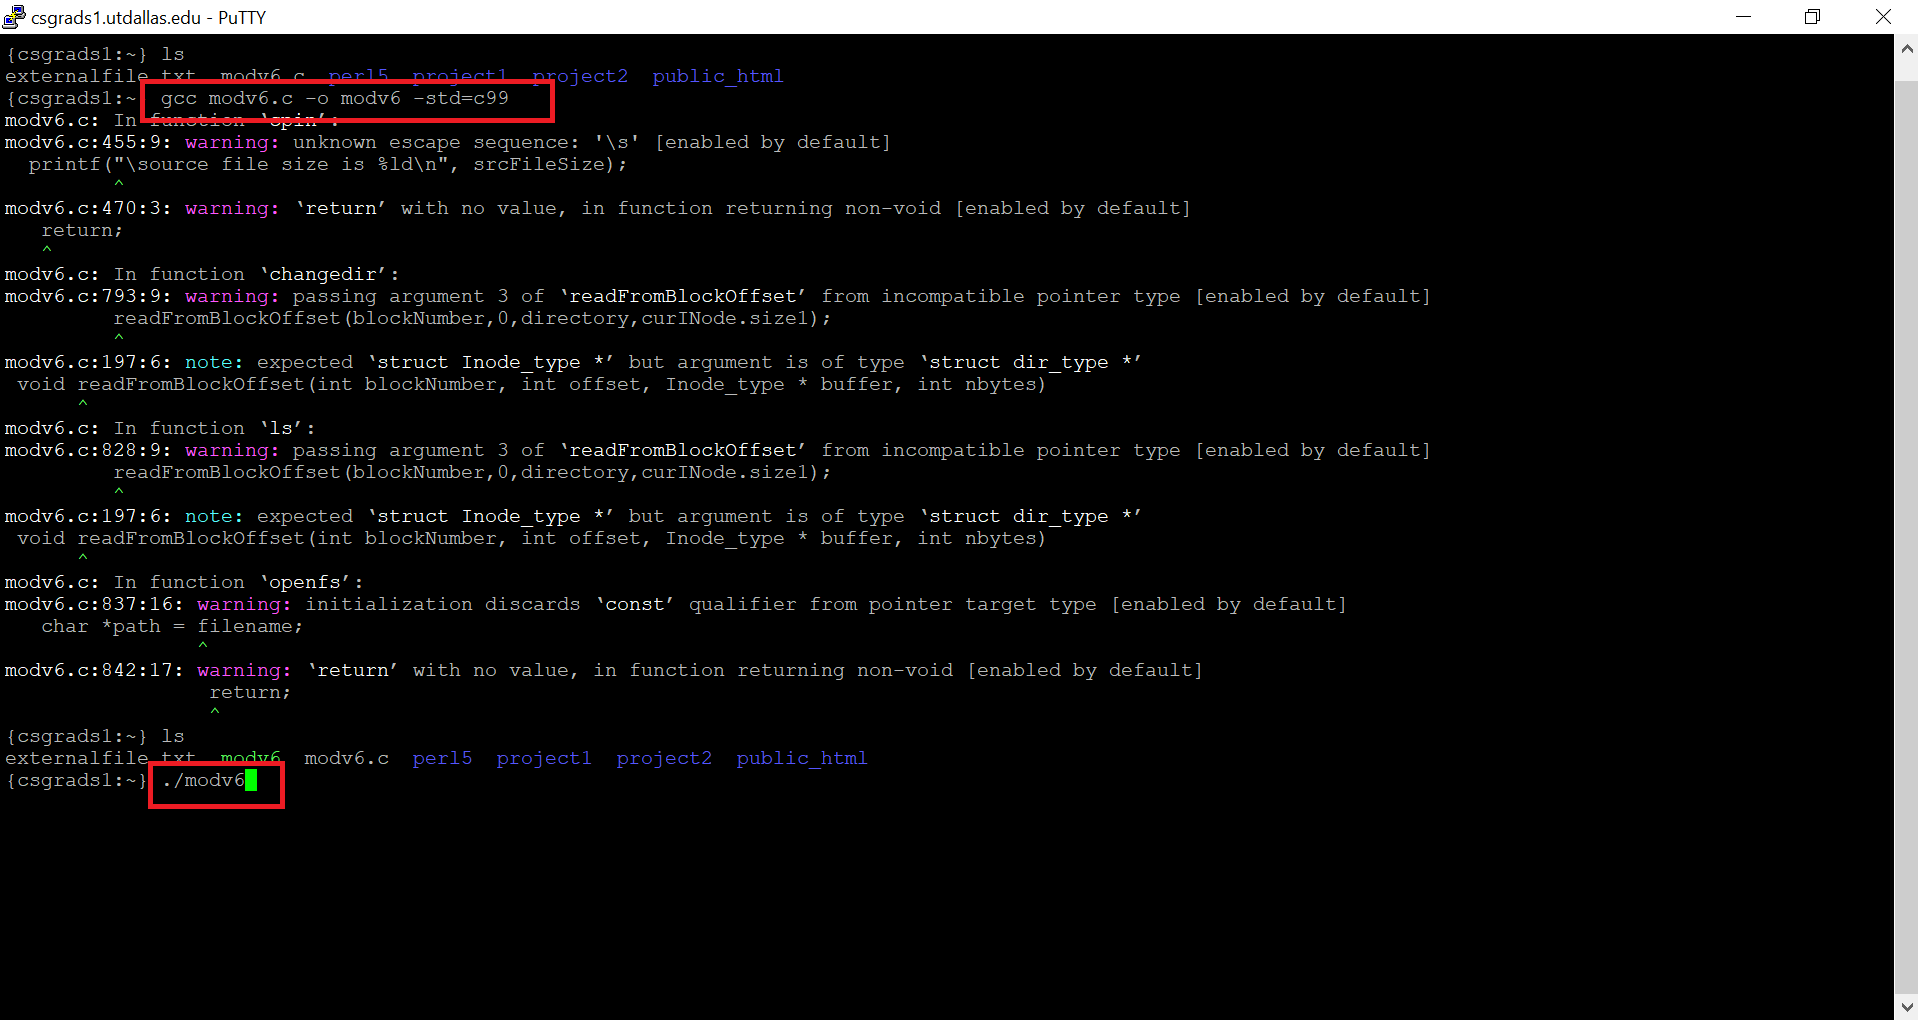 csgrads1.utdallas.edu - PuTTY
{csgrads1:~} ls
externalfile.txt  modv6.c  perl5  project1  project2  public_html
{csgrads1:~ gcc modv6.c -o modv6 -std=c99
modv6.c: In function ‘spin’:
modv6.c:455:9: warning: unknown escape sequence: '\s' [enabled by default]
  printf("\source file size is %ld\n", srcFileSize);
         ^
modv6.c:470:3: warning: ‘return’ with no value, in function returning non-void [enabled by default]
   return;
   ^
modv6.c: In function ‘changedir’:
modv6.c:793:9: warning: passing argument 3 of ‘readFromBlockOffset’ from incompatible pointer type [enabled by default]
         readFromBlockOffset(blockNumber,0,directory,curINode.size1);
         ^
modv6.c:197:6: note: expected ‘struct Inode_type *’ but argument is of type ‘struct dir_type *’
 void readFromBlockOffset(int blockNumber, int offset, Inode_type * buffer, int nbytes)
      ^
modv6.c: In function ‘ls’:
modv6.c:828:9: warning: passing argument 3 of ‘readFromBlockOffset’ from incompatible pointer type [enabled by default]
         readFromBlockOffset(blockNumber,0,directory,curINode.size1);
         ^
modv6.c:197:6: note: expected ‘struct Inode_type *’ but argument is of type ‘struct dir_type *’
 void readFromBlockOffset(int blockNumber, int offset, Inode_type * buffer, int nbytes)
      ^
modv6.c: In function ‘openfs’:
modv6.c:837:16: warning: initialization discards ‘const’ qualifier from pointer target type [enabled by default]
   char *path = filename;
                ^
modv6.c:842:17: warning: ‘return’ with no value, in function returning non-void [enabled by default]
                 return;
                 ^
{csgrads1:~} ls
externalfile.txt  modv6  modv6.c  perl5  project1  project2  public_html
{csgrads1:~} ./modv6